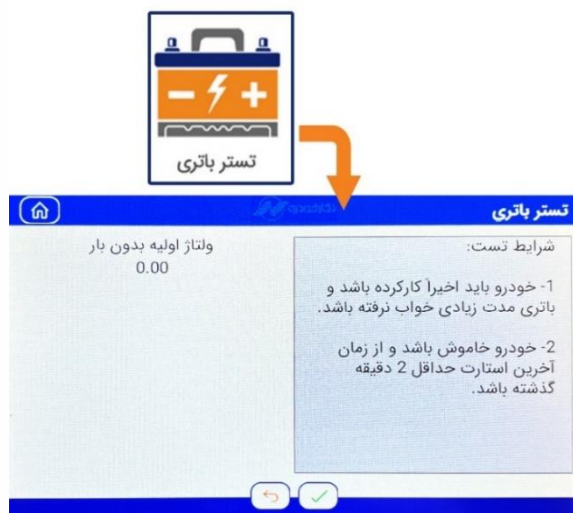 تستر باتری
تستر باتری
شرایط تست:
1- خودرو باید اخیراً کارکرده باشد و
باتری مدت زیادی خواب نرفته باشد.
2- خودرو خاموش باشد و از زمان
آخرین استارت حداقل 2 دقیقه
گذشته باشد.
ولتاژ اولیه بدون بار
0.00